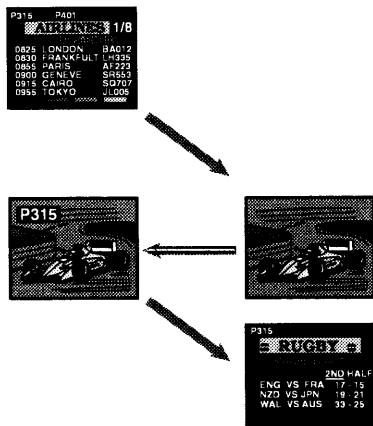 P315 P401
AIRLINES 1/8
0825 LONDON BA012
0830 FRANKFULT LH335
0855 PARIS AF223
0900 GENEVE SR553
0915 CAIRO SQ707
0955 TOKYO JL005
P315
P315
= RUGBY =
2ND HALF
ENG VS FRA 17 - 15
NZD VS JPN 19 - 21
WAL VS AUS 33 - 25